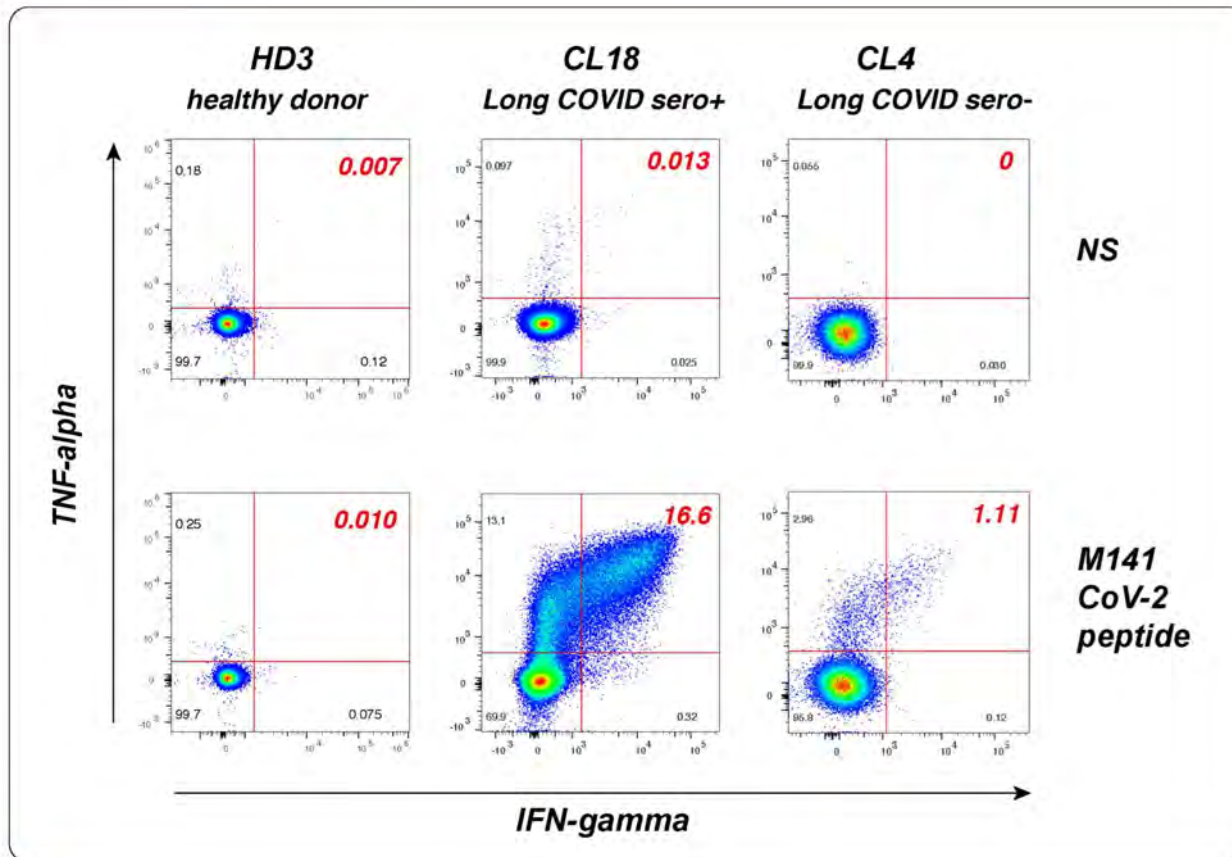 HD3
healthy donor
CL18
Long COVID sero+
CL4
Long COVID sero-
0.18
0.007
99.7
0.12
0.097
0.013
99.9
0.025
0.055
0
99.9
0.030
NS
0.25
0.010
99.7
0.075
13.1
16.6
69.9
0.32
2.96
1.11
95.8
0.12
M141
CoV-2
peptide
TNF-alpha
IFN-gamma